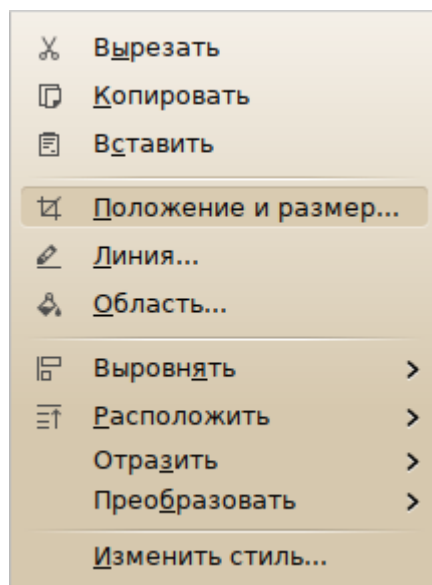 Вырезать
Копировать
Вставить
Положение и размер...
Линия...
Область...
Выровнять
Расположить
Отразить
Преобразовать
Изменить стиль...